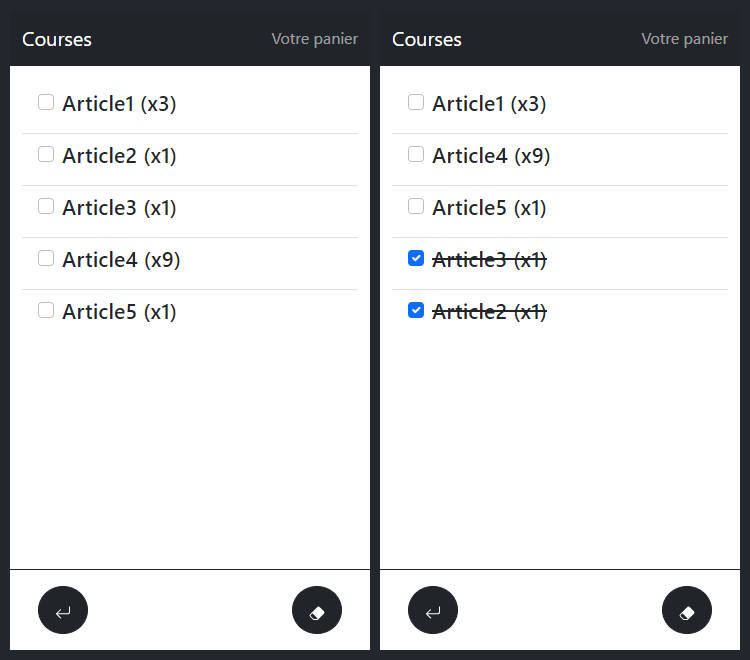 Courses Votre panier
Article1 (x3)
Article2 (x1)
Article3 (x1)
Article4 (x9)
Article5 (x1)
Courses Votre panier
Article1 (x3)
Article4 (x9)
Article5 (x1)
Article3 (x1)
Article2 (x1)